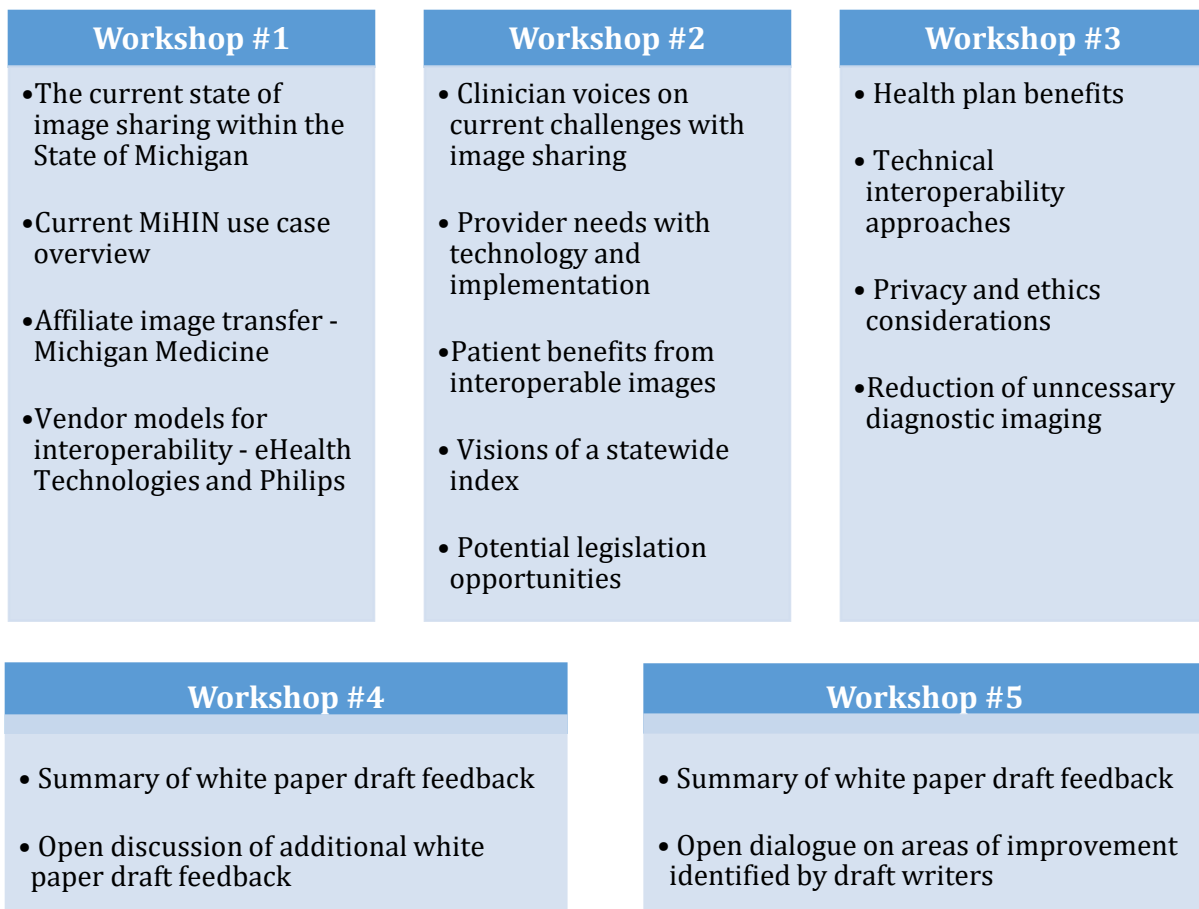 Workshop #1
•The current state of
image sharing within the
State of Michigan
•Current MiHIN use case
overview
•Affiliate image transfer -
Michigan Medicine
•Vendor models for
interoperability - eHealth
Technologies and Philips
Workshop #2
• Clinician voices on
current challenges with
image sharing
• Provider needs with
technology and
implementation
•Patient benefits from
interoperable images
• Visions of a statewide
index
• Potential legislation
opportunities
Workshop #3
• Health plan benefits
• Technical
interoperability
approaches
• Privacy and ethics
considerations
•Reduction of unncessary
diagnostic imaging
Workshop #4
• Summary of white paper draft feedback
• Open discussion of additional white
paper draft feedback
Workshop #5
• Summary of white paper draft feedback
• Open dialogue on areas of improvement
identified by draft writers